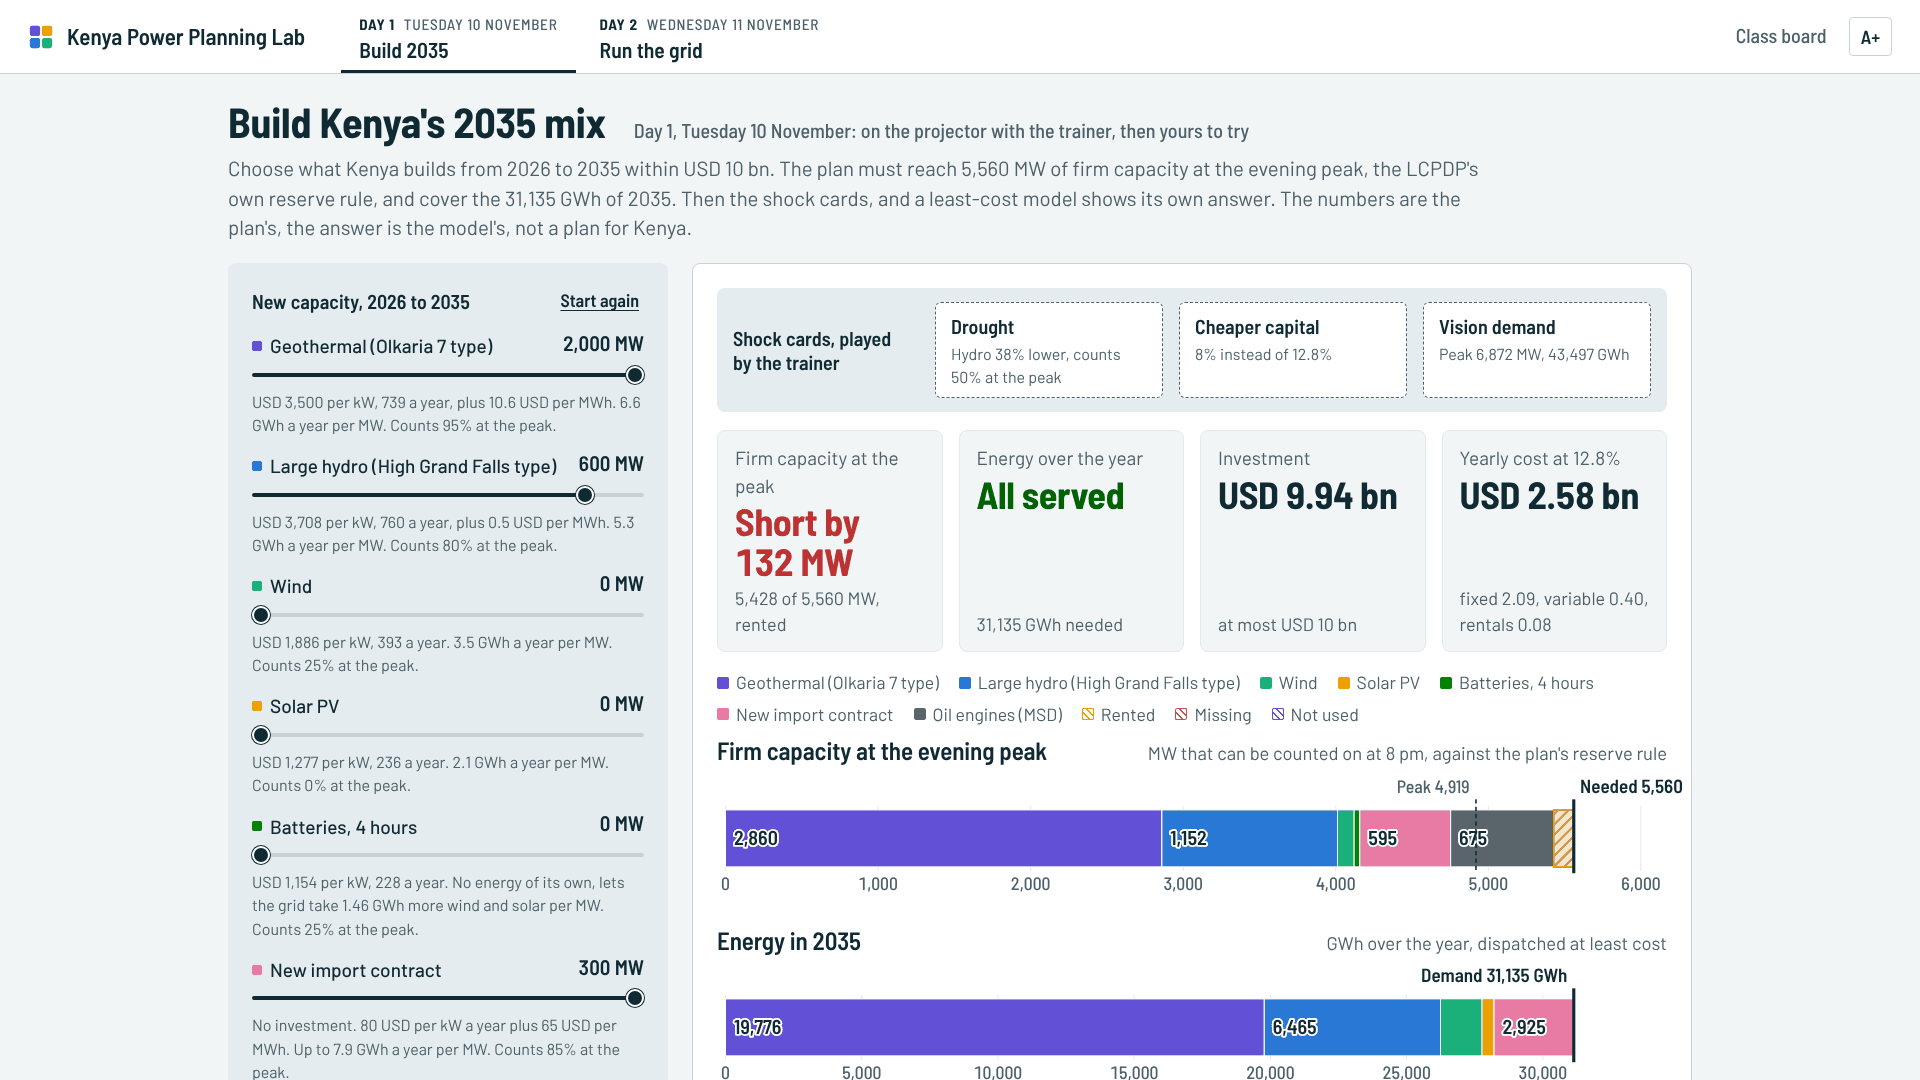 Kenya Power Planning Lab
DAY 1 TUESDAY 10 NOVEMBER
Build 2035
DAY 2 WEDNESDAY 11 NOVEMBER
Run the grid
Class board
A+
Build Kenya's 2035 mix
Day 1, Tuesday 10 November: on the projector with the trainer, then yours to try
Choose what Kenya builds from 2026 to 2035 within USD 10 bn. The plan must reach 5,560 MW of firm capacity at the evening peak, the LCPDP's
own reserve rule, and cover the 31,135 GWh of 2035. Then the shock cards, and a least-cost model shows its own answer. The numbers are the
plan's, the answer is the model's, not a plan for Kenya.
New capacity, 2026 to 2035
Start again
Geothermal (Olkaria 7 type)
2,000 MW
USD 3,500 per kW, 739 a year, plus 10.6 USD per MWh. 6.6
GWh a year per MW. Counts 95% at the peak.
Large hydro (High Grand Falls type)
600 MW
USD 3,708 per kW, 760 a year, plus 0.5 USD per MWh. 5.3
GWh a year per MW. Counts 80% at the peak.
Wind
0 MW
USD 1,886 per kW, 393 a year. 3.5 GWh a year per MW.
Counts 25% at the peak.
Solar PV
0 MW
USD 1,277 per kW, 236 a year. 2.1 GWh a year per MW.
Counts 0% at the peak.
Batteries, 4 hours
0 MW
USD 1,154 per kW, 228 a year. No energy of its own, lets
the grid take 1.46 GWh more wind and solar per MW.
Counts 25% at the peak.
New import contract
300 MW
No investment. 80 USD per kW a year plus 65 USD per
MWh. Up to 7.9 GWh a year per MW. Counts 85% at the
peak.
Shock cards, played
by the trainer
Drought
Hydro 38% lower, counts
50% at the peak
Cheaper capital
8% instead of 12.8%
Vision demand
Peak 6,872 MW, 43,497 GWh
Firm capacity at the
peak
Short by
132 MW
5,428 of 5,560 MW,
rented
Energy over the year
All served
31,135 GWh needed
Investment
USD 9.94 bn
at most USD 10 bn
Yearly cost at 12.8%
USD 2.58 bn
fixed 2.09, variable 0.40,
rentals 0.08
Geothermal (Olkaria 7 type)
Large hydro (High Grand Falls type)
Wind
Solar PV
Batteries, 4 hours
New import contract
Oil engines (MSD)
Rented
Missing
Not used
Firm capacity at the evening peak
MW that can be counted on at 8 pm, against the plan's reserve rule
Peak 4,919
Needed 5,560
2,860
1,152
595
675
0
1,000
2,000
3,000
4,000
5,000
6,000
Energy in 2035
GWh over the year, dispatched at least cost
Demand 31,135 GWh
19,776
6,465
2,925
0
5,000
10,000
15,000
20,000
25,000
30,000